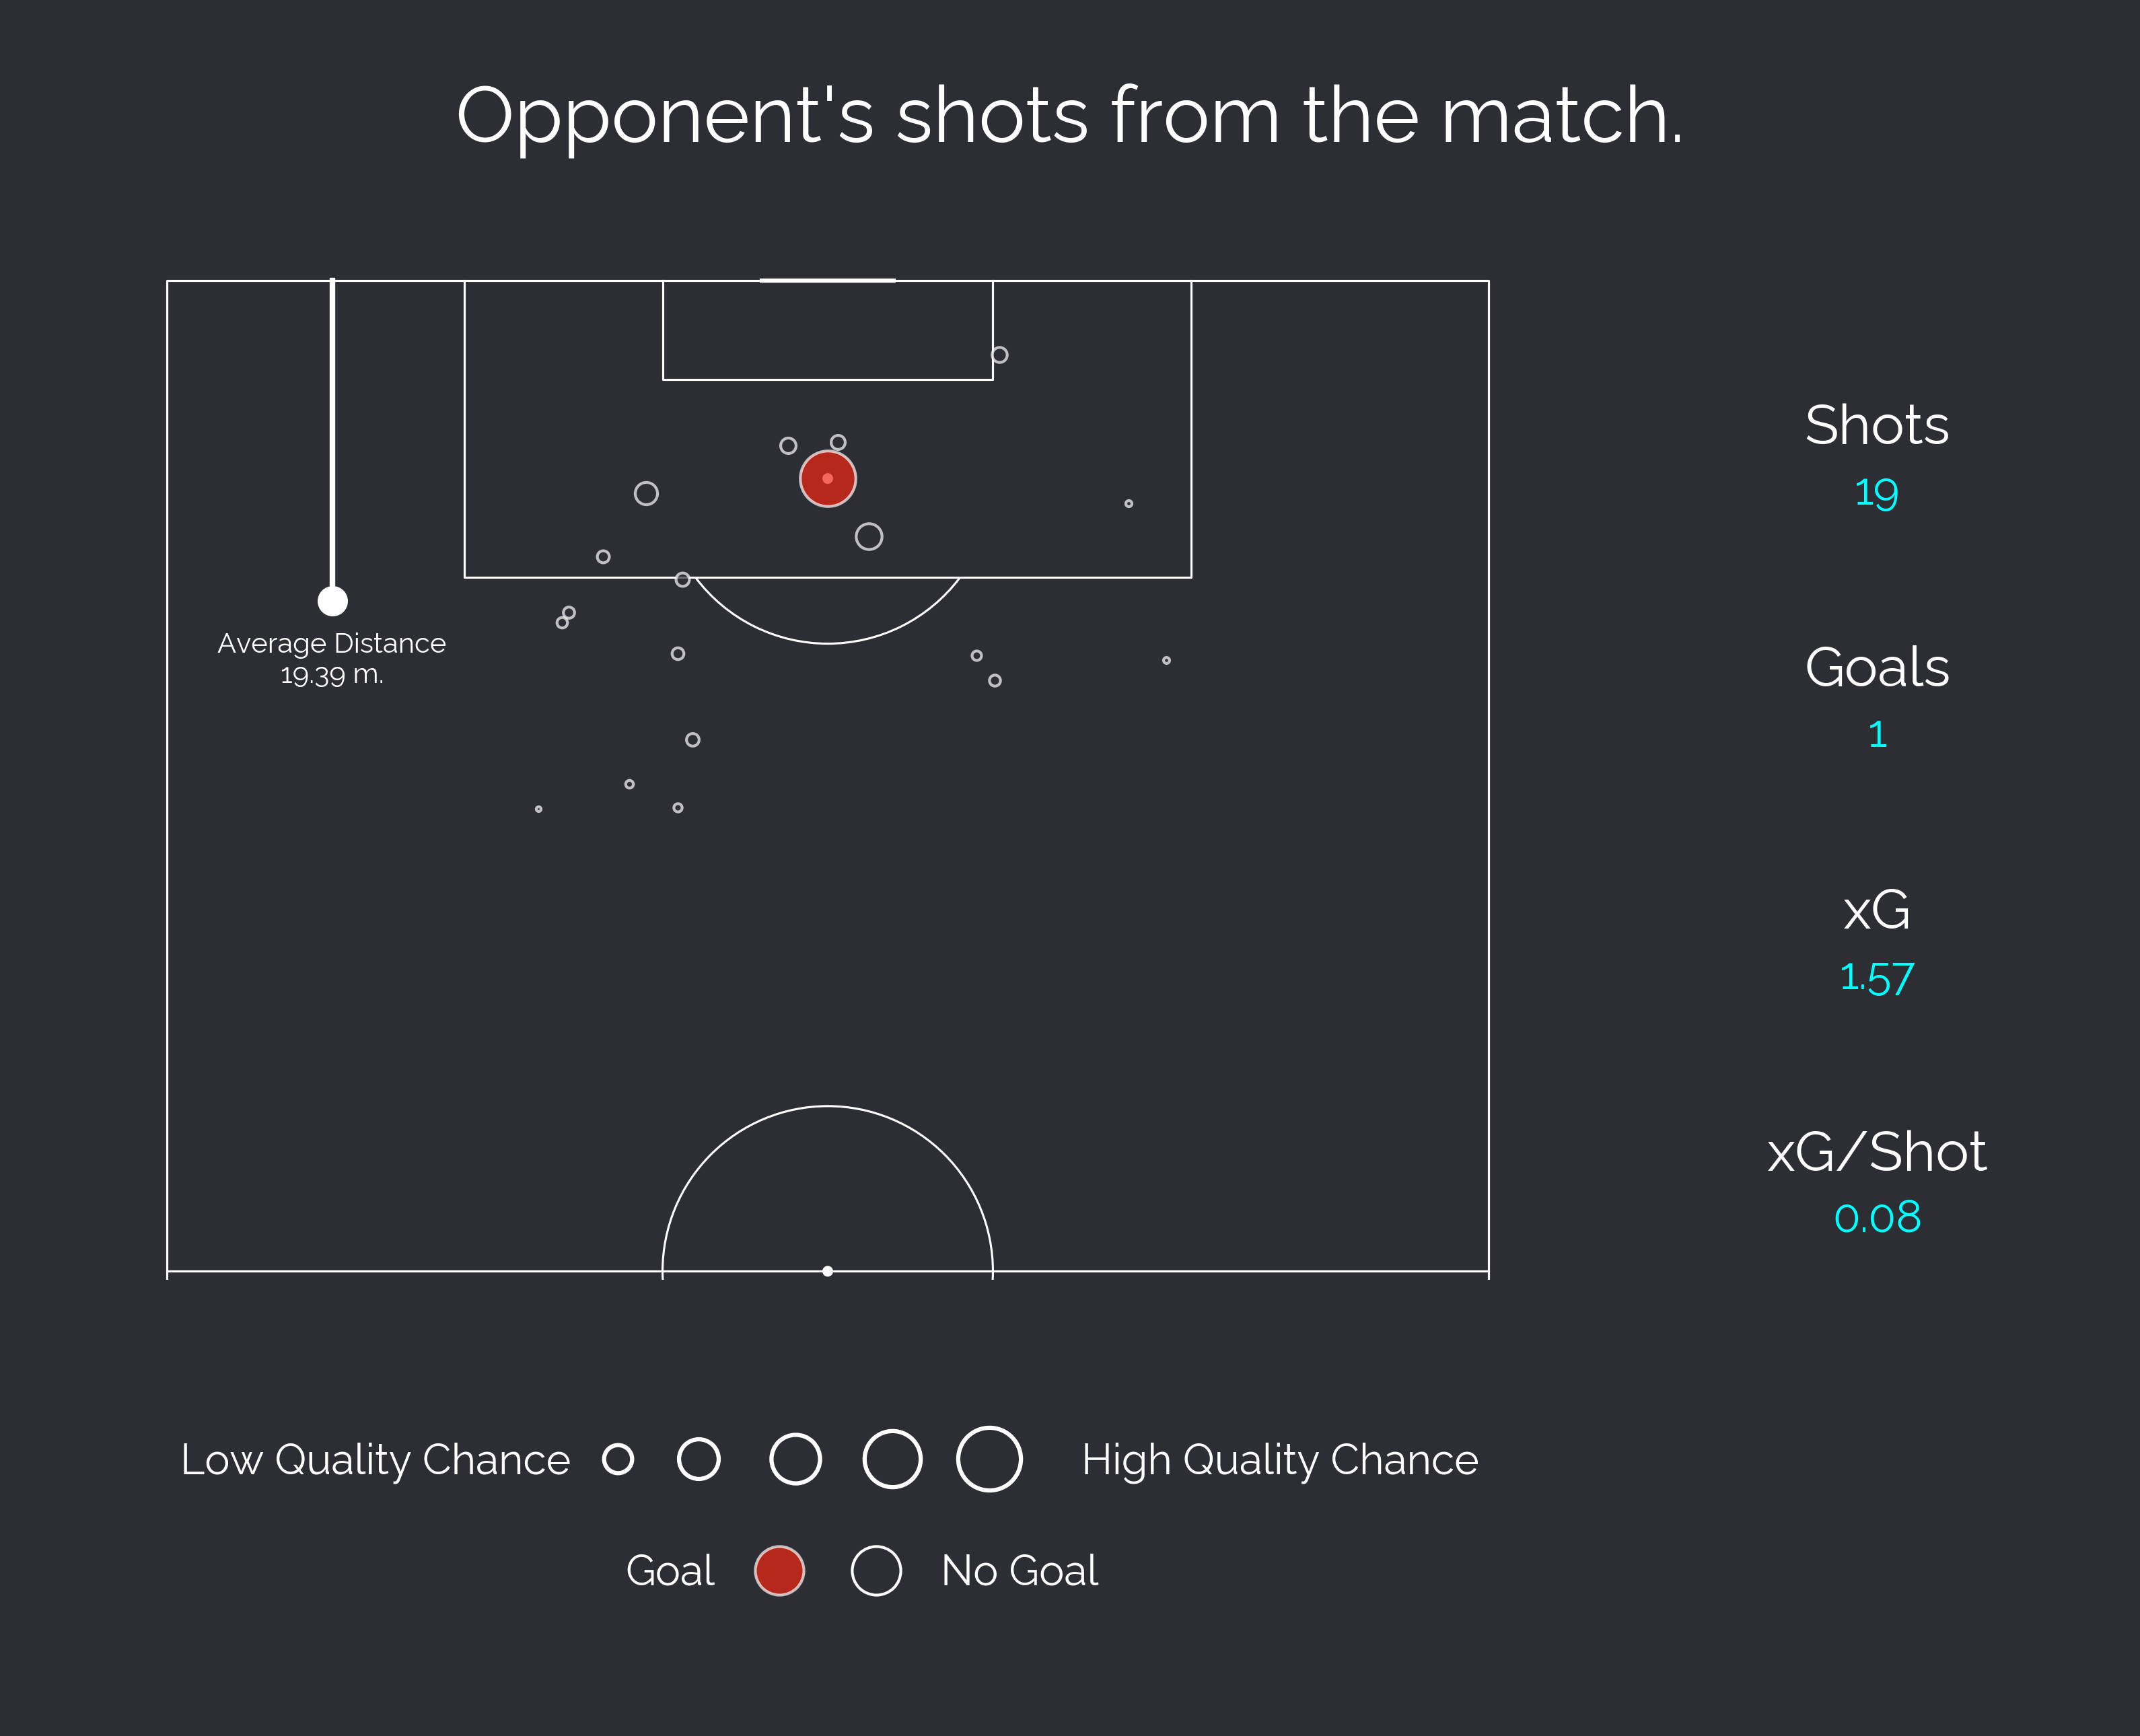 Opponent's shots from the match.
Average Distance
19.39 m.
Shots
19
Goals
1
xG
1.57
xG/Shot
0.08
Low Quality Chance
High Quality Chance
Goal
No Goal